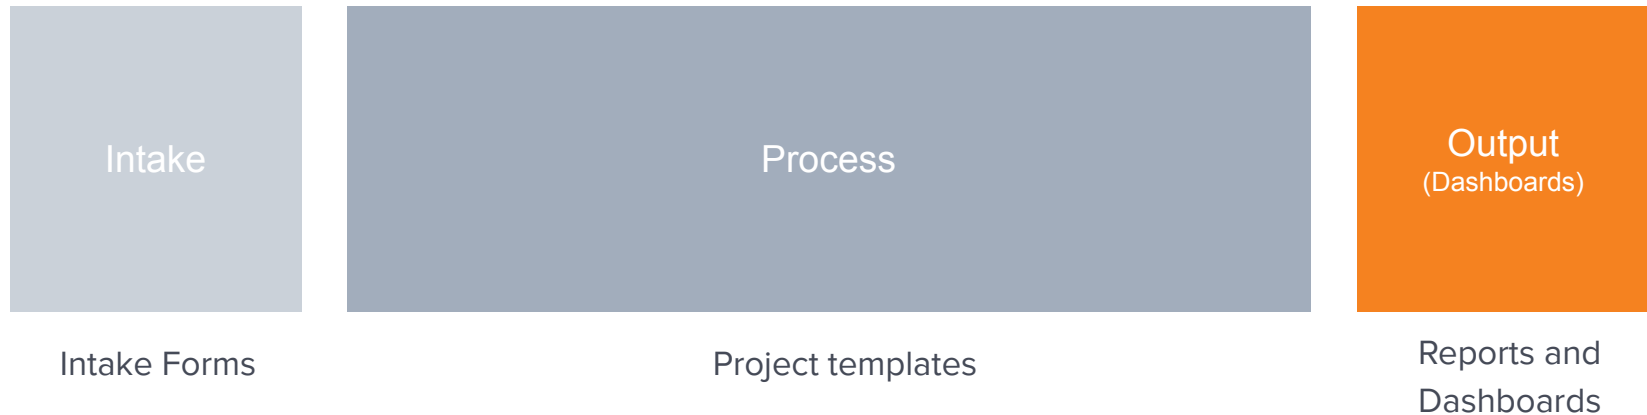 Intake
Process
Output
(Dashboards)
Intake Forms
Project templates
Reports and
Dashboards